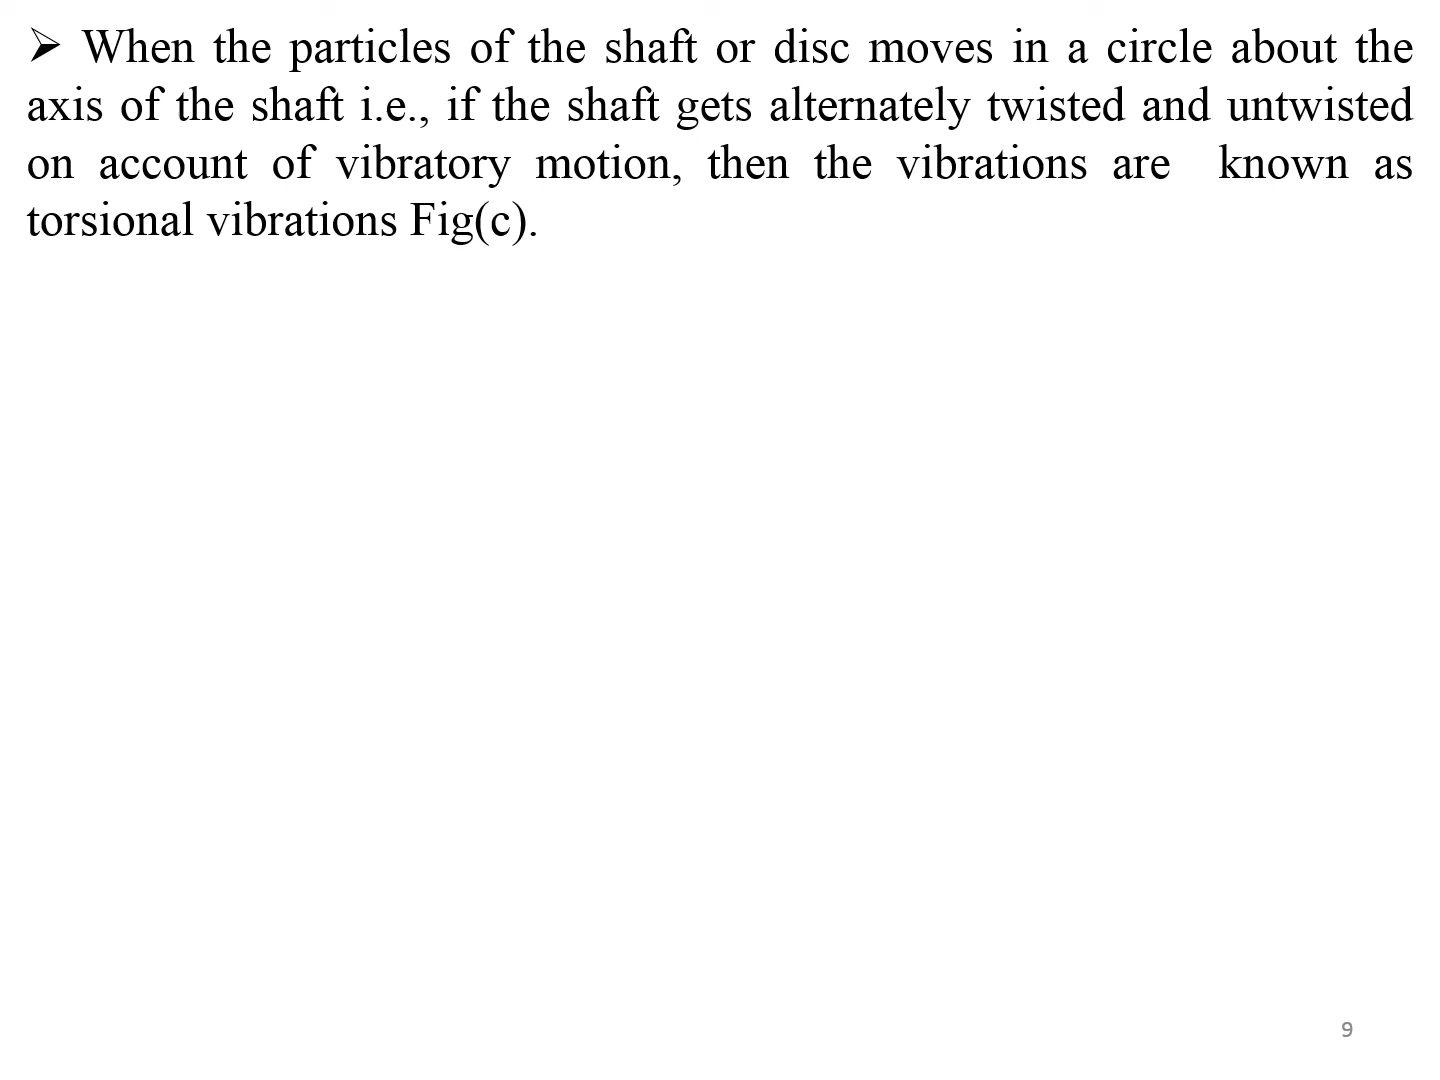 ➢ When the particles of the shaft or disc moves in a circle about the
axis of the shaft i.e., if the shaft gets alternately twisted and untwisted
on account of vibratory motion, then the vibrations are known as
torsional vibrations Fig(c).
9